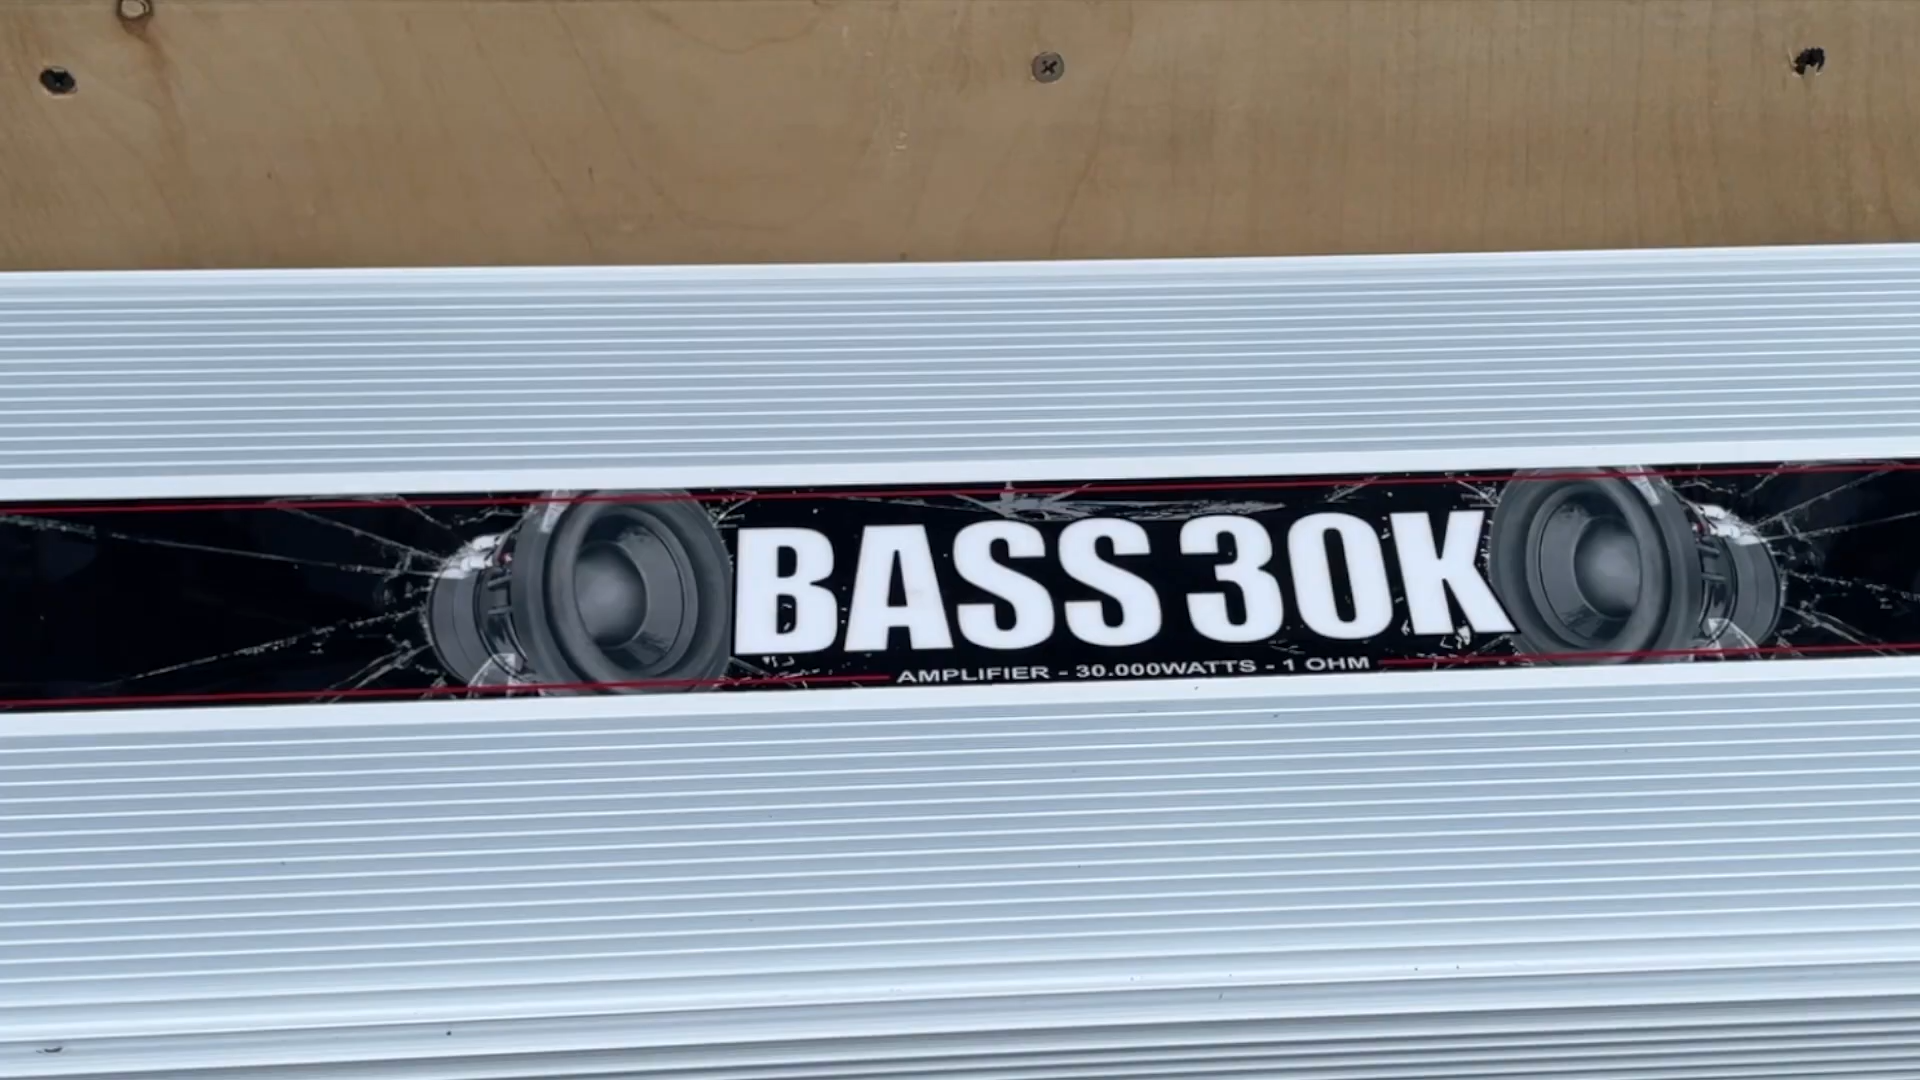 BASS 30K
AMPLIFIER - 30.000WATTS - 1 OHM